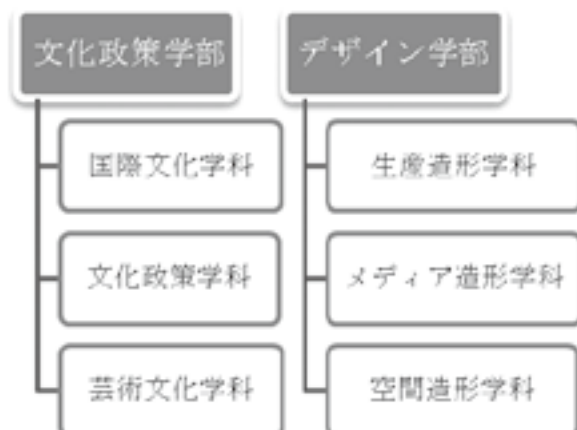 文化政策学部
国際文化学科
文化政策学科
芸術文化学科
デザイン学部
生産造形学科
メディア造形学科
空間造形学科